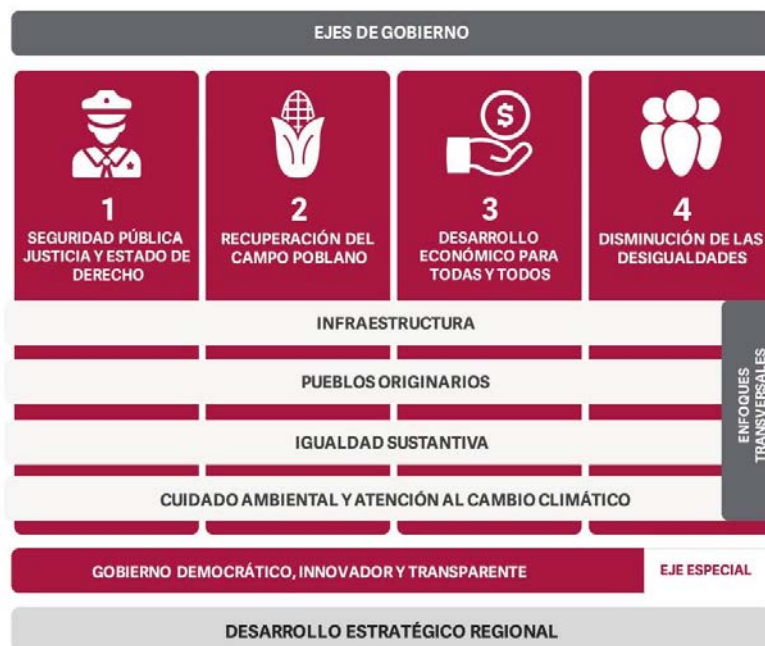 EJES DE GOBIERNO
1
SEGURIDAD PÚBLICA
JUSTICIA Y ESTADO DE
DERECHO
2
RECUPERACIÓN DEL
CAMPO POBLANO
3
DESARROLLO
ECONÓMICO PARA
TODAS Y TODOS
4
DISMINUCIÓN DE LAS
DESIGUALDADES
INFRAESTRUCTURA
PUEBLOS ORIGINARIOS
IGUALDAD SUSTANTIVA
CUIDADO AMBIENTAL Y ATENCIÓN AL CAMBIO CLIMÁTICO
ENFOQUES
TRANSVERSALES
GOBIERNO DEMOCRÁTICO, INNOVADOR Y TRANSPARENTE
EJE ESPECIAL
DESARROLLO ESTRATÉGICO REGIONAL